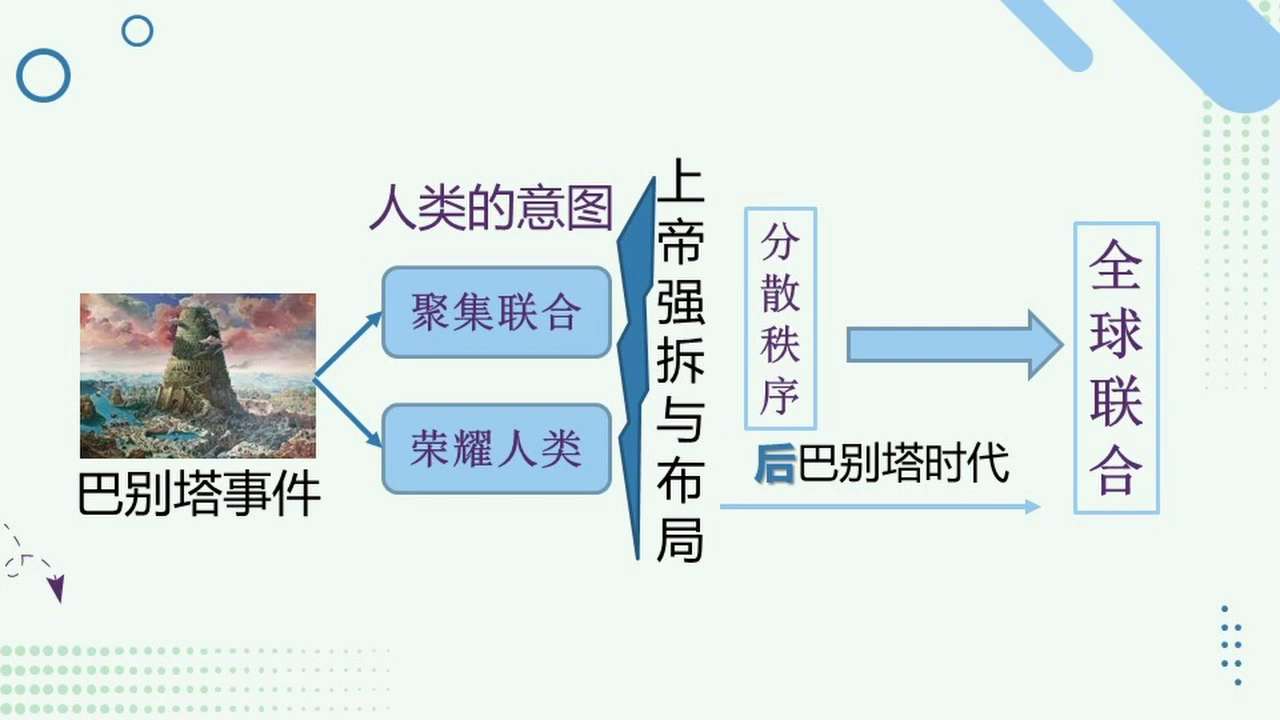 人类的意图
聚集联合
荣耀人类
巴别塔事件
上帝强拆与布局
分散秩序
后巴别塔时代
全球联合